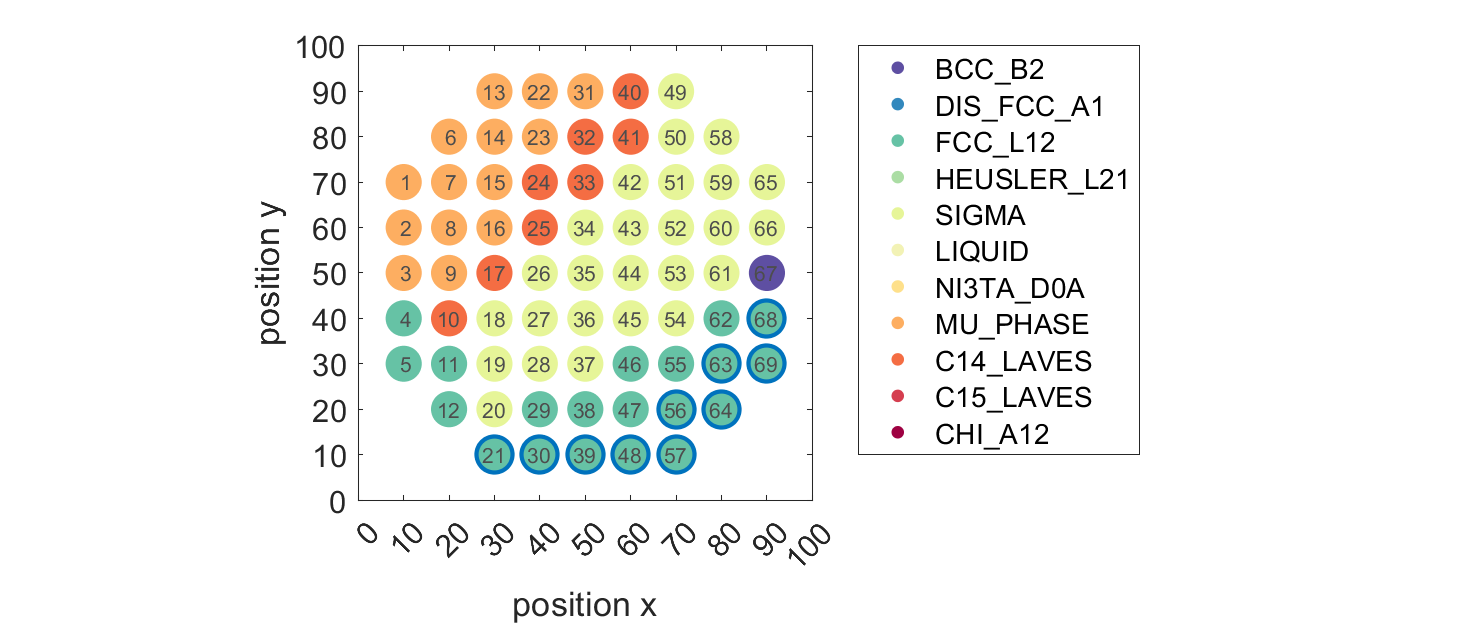 100
90
80
70
60
50
40
30
20
10
0
position y
13 22 31 40 49
6 14 23 32 41 50 58
1 7 15 24 33 42 51 59 65
2 8 16 25 34 43 52 60 66
3 9 17 26 35 44 53 61 67
4 10 18 27 36 45 54 62 68
5 11 19 28 37 46 55 63 69
12 20 29 38 47 56 64
21 30 39 48 57
0 10 20 30 40 50 60 70 80 90 100
position x
BCC_B2
DIS_FCC_A1
FCC_L12
HEUSLER_L21
SIGMA
LIQUID
NI3TA_D0A
MU_PHASE
C14_LAVES
C15_LAVES
CHI_A12